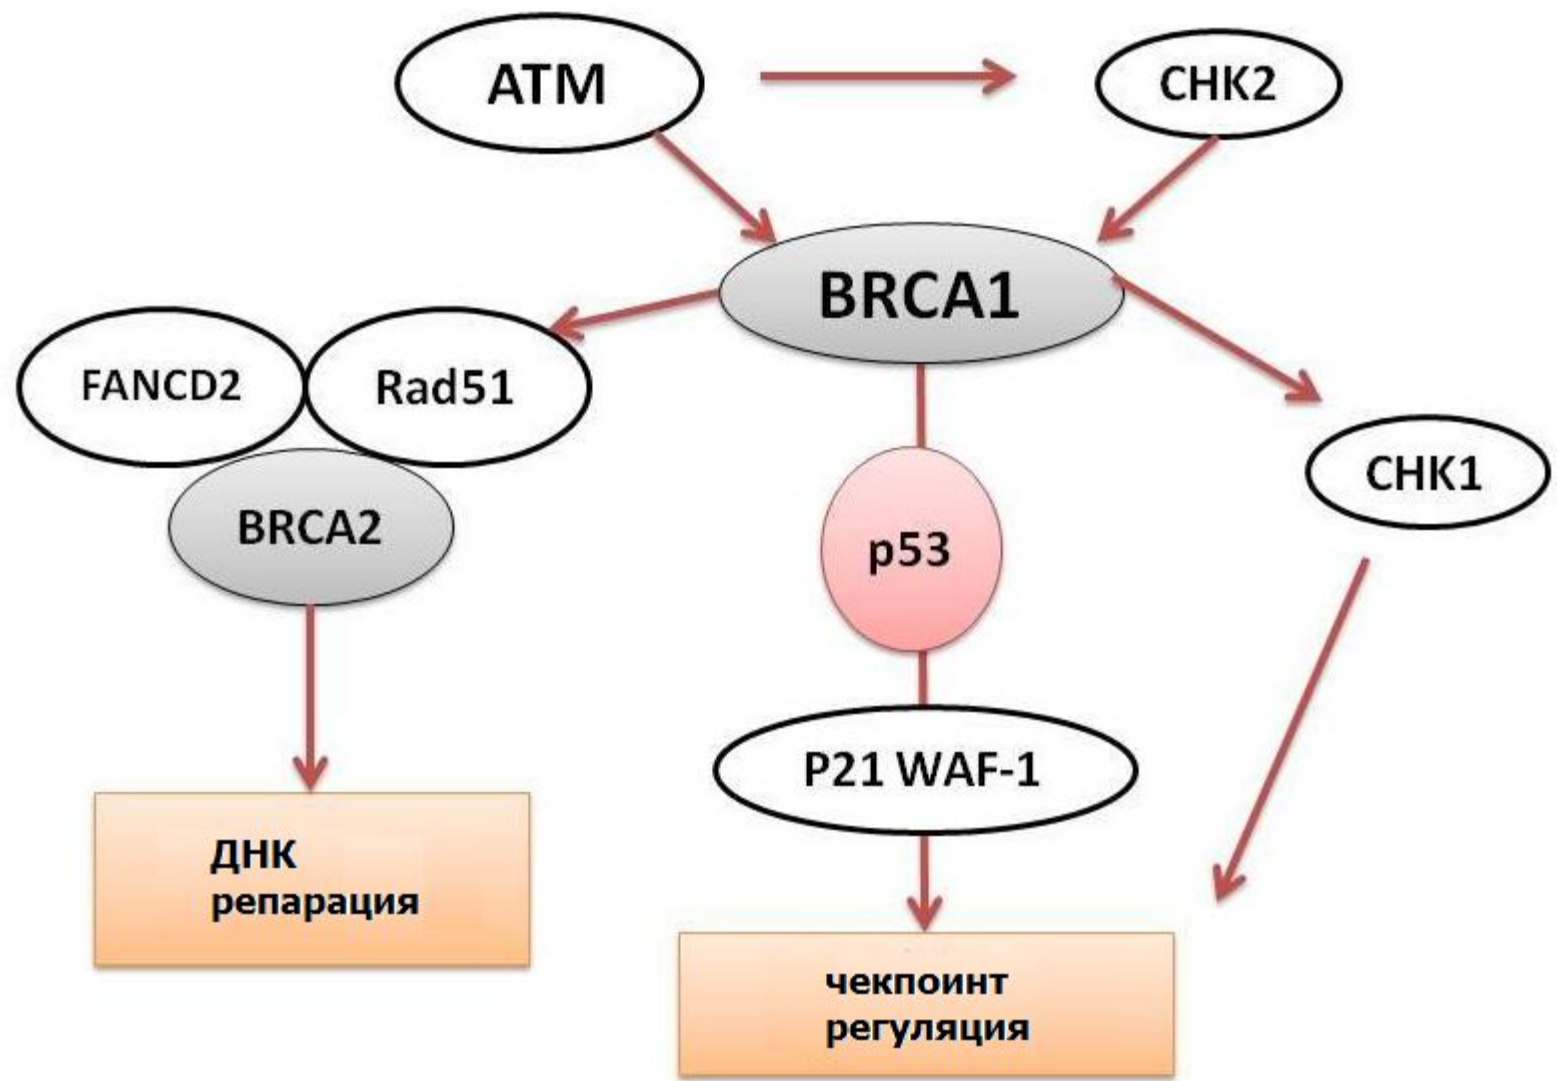 ATM
CHK2
BRCA1
FANCD2
Rad51
BRCA2
p53
CHK1
P21 WAF-1
ДНК
репарация
чекпоинт
регуляция